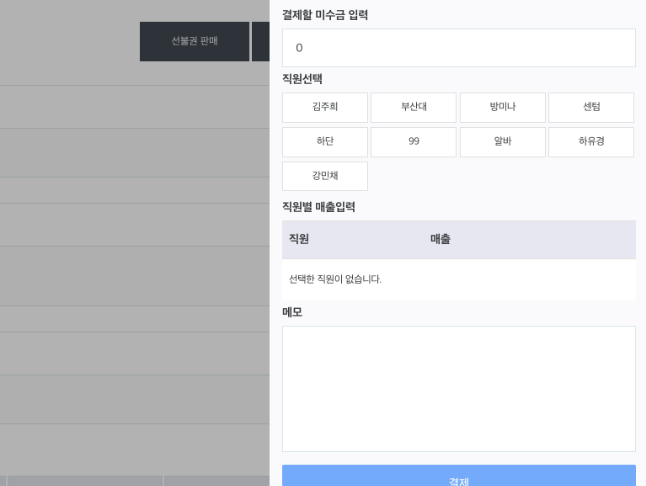 결제할 미수금 입력
선불권 판매
0
직원선택
김주희 부산대 방미나 센텀
하단 99 알바 하유경
강민채
직원별 매출입력
직원 매출
선택한 직원이 없습니다.
메모
결제